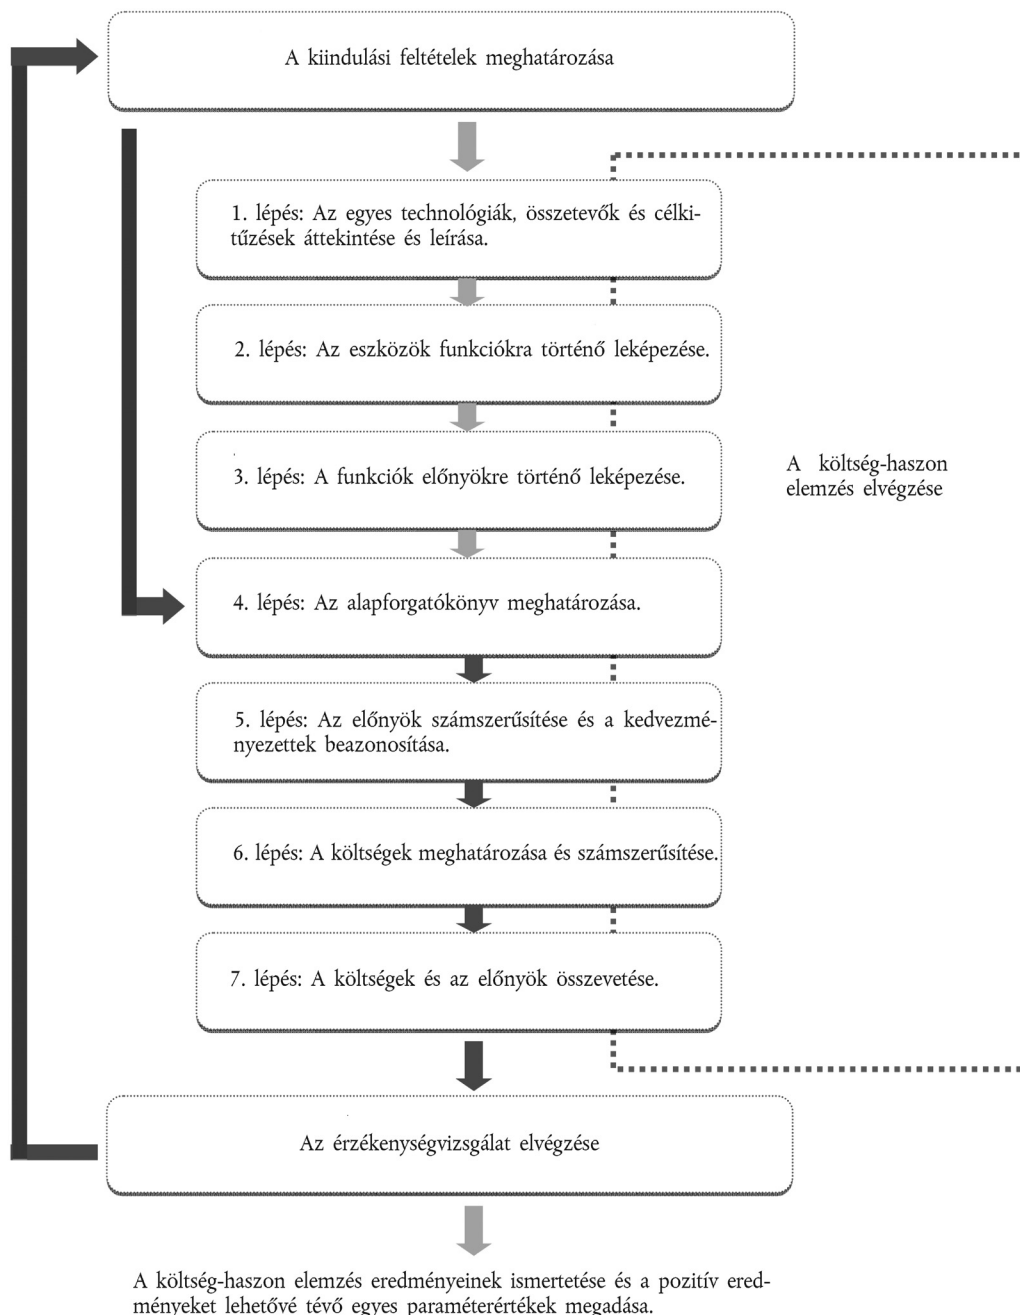 A kiindulási feltételek meghatározása
1. lépés: Az egyes technológiák, összetevők és célki-
tűzések áttekintése és leírása.
2. lépés: Az eszközök funkciókra történő leképezése.
3. lépés: A funkciók előnyökre történő leképezése.
A költség-haszon
elemzés elvégzése
4. lépés: Az alapforgatókönyv meghatározása.
5. lépés: Az előnyök számszerűsítése és a kedvezmé-
nyezettek beazonosítása.
6. lépés: A költségek meghatározása és számszerűsítése.
7. lépés: A költségek és az előnyök összevetése.
Az érzékenységvizsgálat elvégzése
A költség-haszon elemzés eredményeinek ismertetése és a pozitív ered-
ményeket lehetővé tévő egyes paraméterértékek megadása.